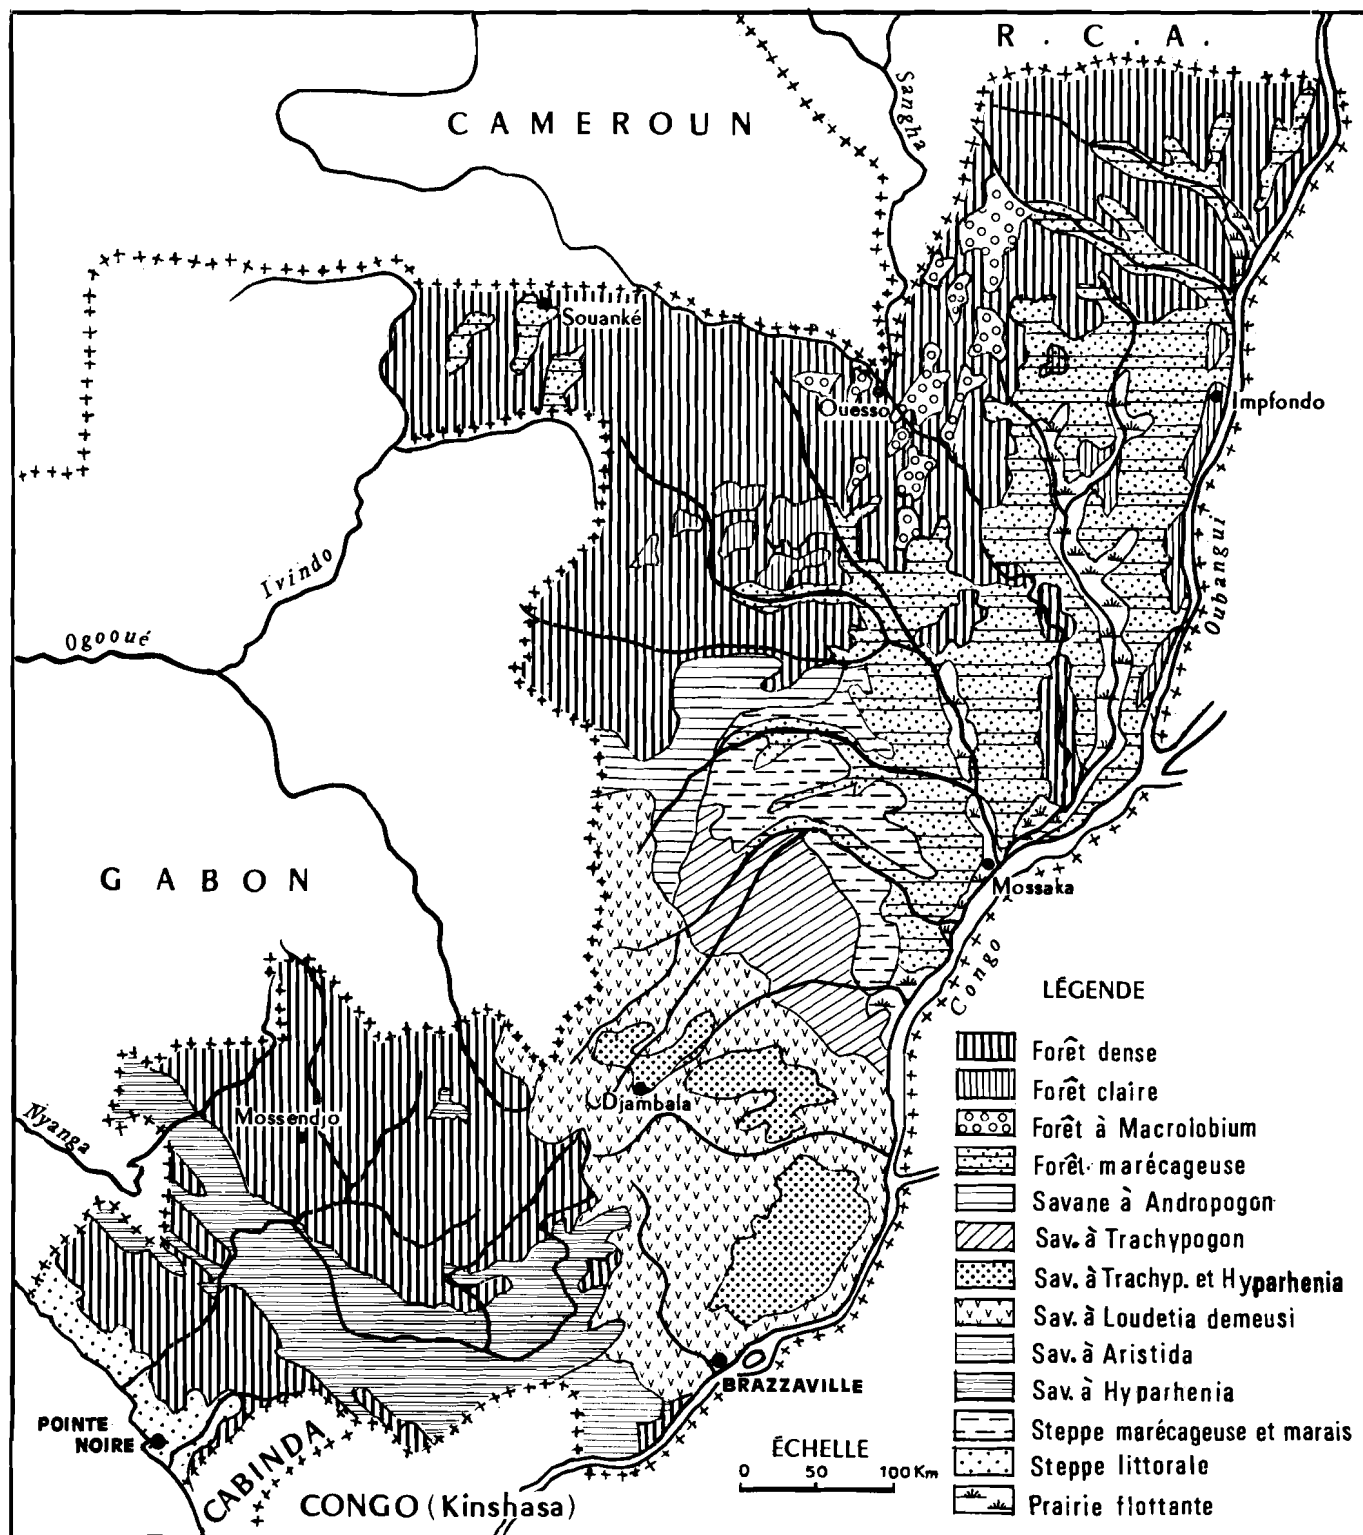 R . C . A .
CAMEROUN
Sangha
Souanké
Ouesso
Impfondo
Ivindo
Oubangui
Ogooué
GABON
Mossaka
Congo
Djambala
Mossendjo
Nyanga
BRAZZAVILLE
POINTE
NOIRE
CABINDA
CONGO (Kinshasa)
ÉCHELLE
0 50 100 Km
LÉGENDE
Forêt dense
Forêt claire
Forêt à Macrolobium
Forêt marécageuse
Savane à Andropogon
Sav. à Trachypogon
Sav. à Trachyp. et Hyparhenia
Sav. à Loudetia demeusi
Sav. à Aristida
Sav. à Hyparhenia
Steppe marécageuse et marais
Steppe littorale
Prairie flottante